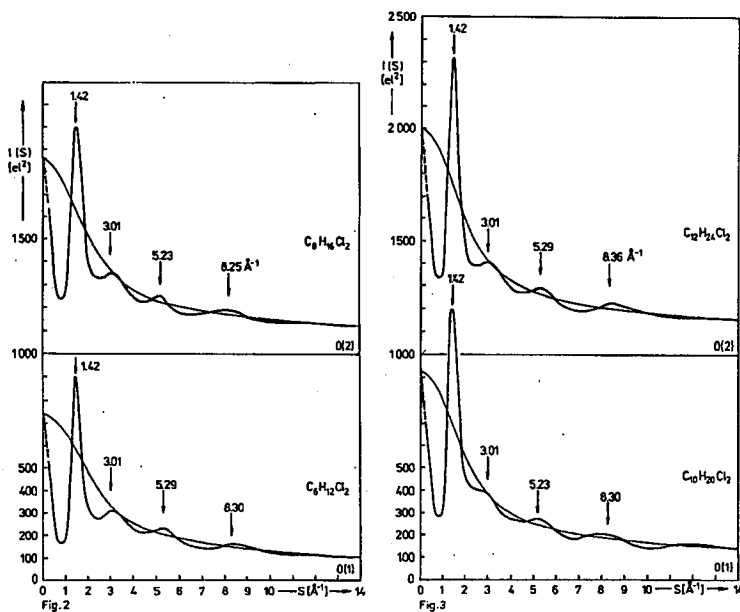 I (S)
[el²]
1.42
3.01
5.23
8.25 Å⁻¹
C₈H₁₆Cl₂
1500
1000
O(2)
1.42
3.01
5.29
8.30
C₆H₁₂Cl₂
500
400
300
200
100
0
O(1)
0 1 2 3 4 5 6 7 8 9 10 S[Å⁻¹] 14
Fig. 2
2500
I (S)
[el²]
1.42
2000
3.01
5.29
8.36 Å⁻¹
C₁₂H₂₄Cl₂
1500
1000
O(2)
1.42
3.01
5.23
8.30
C₁₀H₂₀Cl₂
500
400
300
200
100
0
O(1)
0 1 2 3 4 5 6 7 8 9 10 S[Å⁻¹] 14
Fig. 3